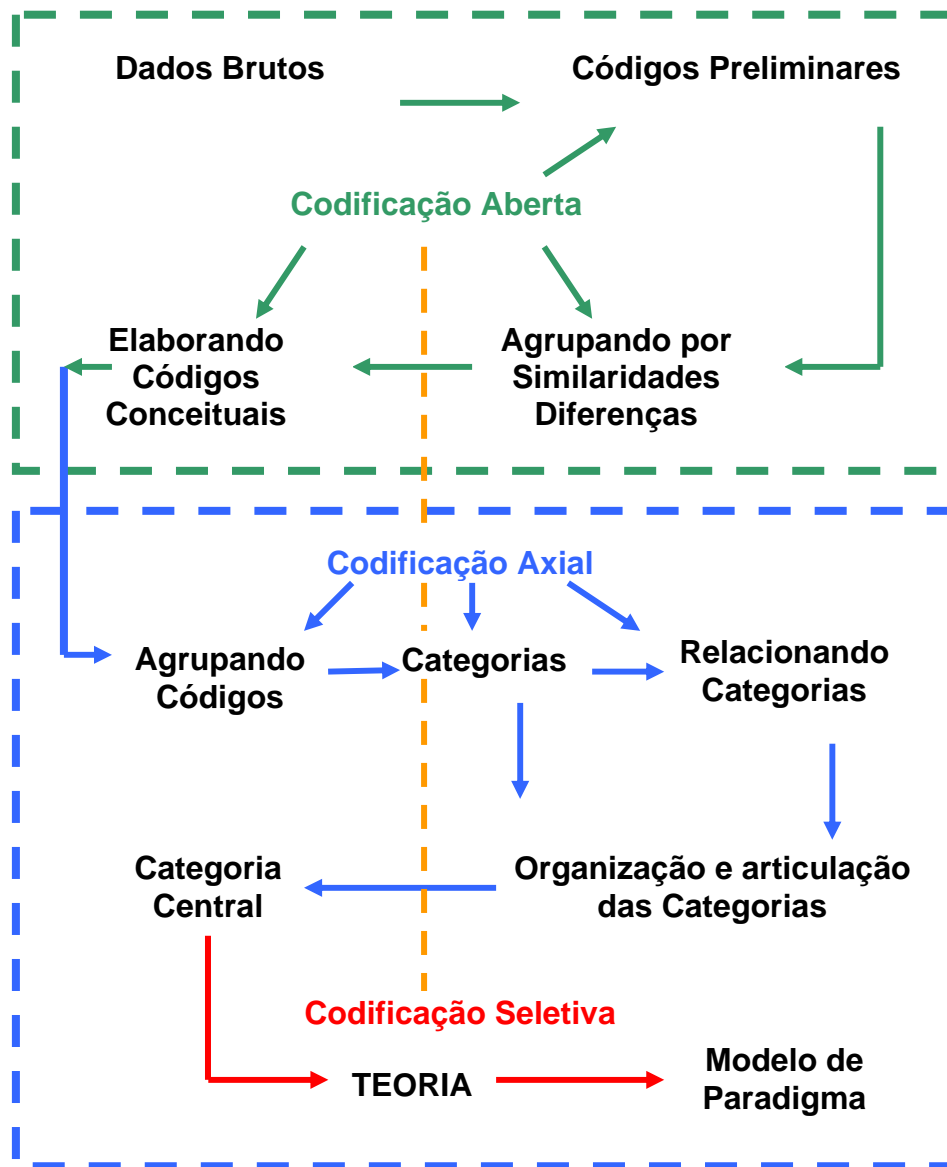 Dados Brutos
Códigos Preliminares
Codificação Aberta
Elaborando
Códigos
Conceituais
Agrupando por
Similaridades
Diferenças
Codificação Axial
Agrupando
Códigos
Categorias
Relacionando
Categorias
Categoria
Central
Organização e articulação
das Categorias
Codificação Seletiva
TEORIA
Modelo de
Paradigma